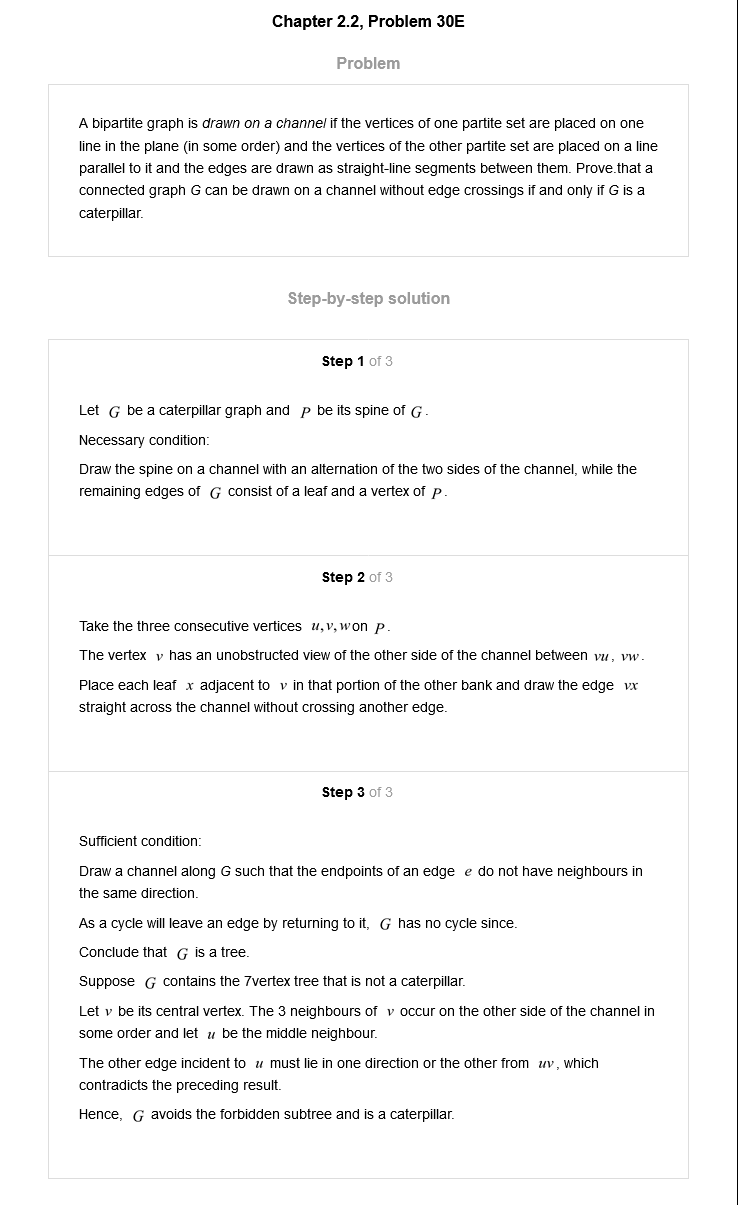 Chapter 2.2, Problem 30E
Problem
A bipartite graph is drawn on a channel if the vertices of one partite set are placed on one
line in the plane (in some order) and the vertices of the other partite set are placed on a line
parallel to it and the edges are drawn as straight-line segments between them. Prove.that a
connected graph G can be drawn on a channel without edge crossings if and only if G is a
caterpillar.
Step-by-step solution
Step 1 of 3
Let G be a caterpillar graph and P be its spine of G.
Necessary condition:
Draw the spine on a channel with an alternation of the two sides of the channel, while the
remaining edges of G consist of a leaf and a vertex of P.
Step 2 of 3
Take the three consecutive vertices u, v, w on P.
The vertex v has an unobstructed view of the other side of the channel between vu, vw.
Place each leaf x adjacent to v in that portion of the other bank and draw the edge vx
straight across the channel without crossing another edge.
Step 3 of 3
Sufficient condition:
Draw a channel along G such that the endpoints of an edge e do not have neighbours in
the same direction.
As a cycle will leave an edge by returning to it, G has no cycle since.
Conclude that G is a tree.
Suppose G contains the 7vertex tree that is not a caterpillar.
Let v be its central vertex. The 3 neighbours of v occur on the other side of the channel in
some order and let u be the middle neighbour.
The other edge incident to u must lie in one direction or the other from uv, which
contradicts the preceding result.
Hence, G avoids the forbidden subtree and is a caterpillar.